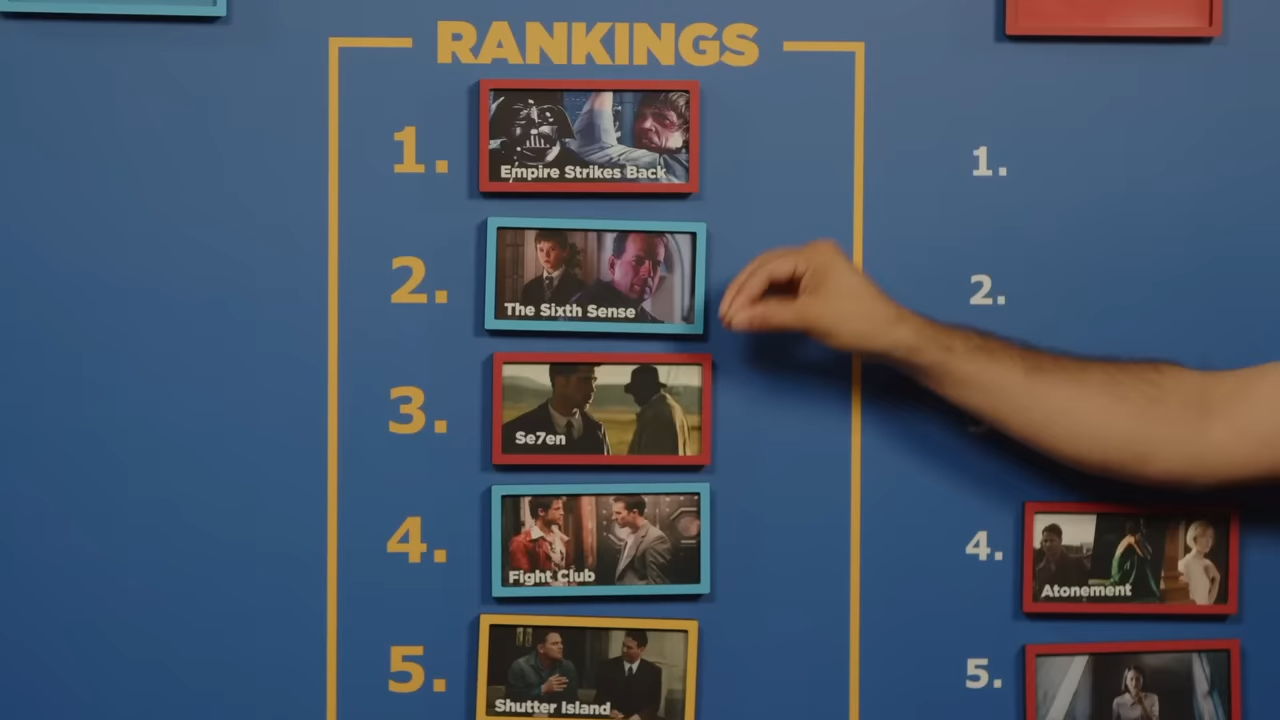 RANKINGS
1.
Empire Strikes Back
2.
The Sixth Sense
3.
Se7en
4.
Fight Club
5.
Shutter Island
1.
2.
4.
Atonement
5.